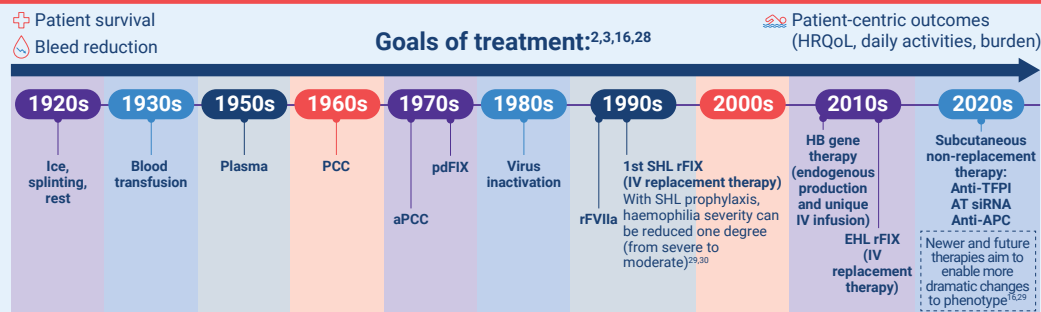 Patient survival
Bleed reduction
Goals of treatment:2,3,16,28
Patient-centric outcomes
(HRQoL, daily activities, burden)
1920s
1930s
1950s
1960s
1970s
1980s
1990s
2000s
2010s
2020s
Ice,
splinting,
rest
Blood
transfusion
Plasma
PCC
aPCC
pdFIX
Virus
inactivation
rFVIIa
1st SHL rFIX
(IV replacement therapy)
With SHL prophylaxis,
haemophilia severity can
be reduced one degree
(from severe to
moderate)29,30
HB gene
therapy
(endogenous
production
and unique
IV infusion)
EHL rFIX
(IV
replacement
therapy)
Subcutaneous
non-replacement
therapy:
Anti-TFPI
AT siRNA
Anti-APC
Newer and future
therapies aim to
enable more
dramatic changes
to phenotype16,29